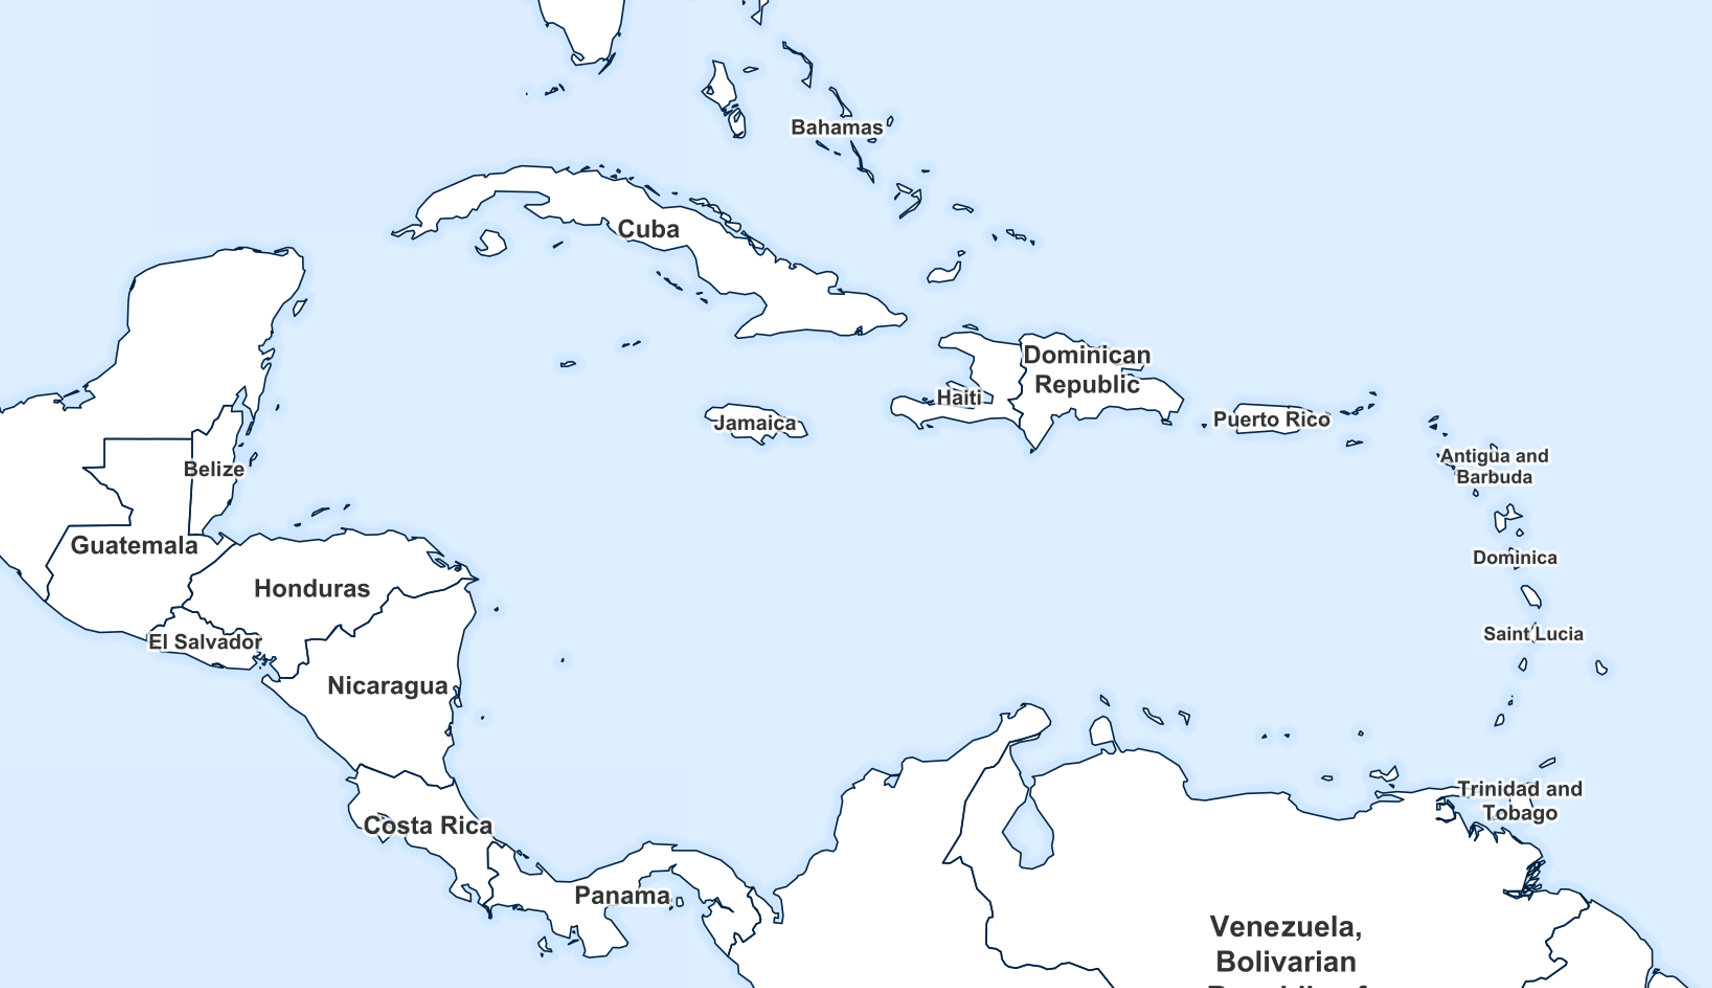 Bahamas
Cuba
Dominican
Republic
Haiti
Jamaica
Puerto Rico
Antigua and
Barbuda
Belize
Guatemala
Dominica
Honduras
El Salvador
Saint Lucia
Nicaragua
Trinidad and
Tobago
Costa Rica
Panama
Venezuela,
Bolivarian